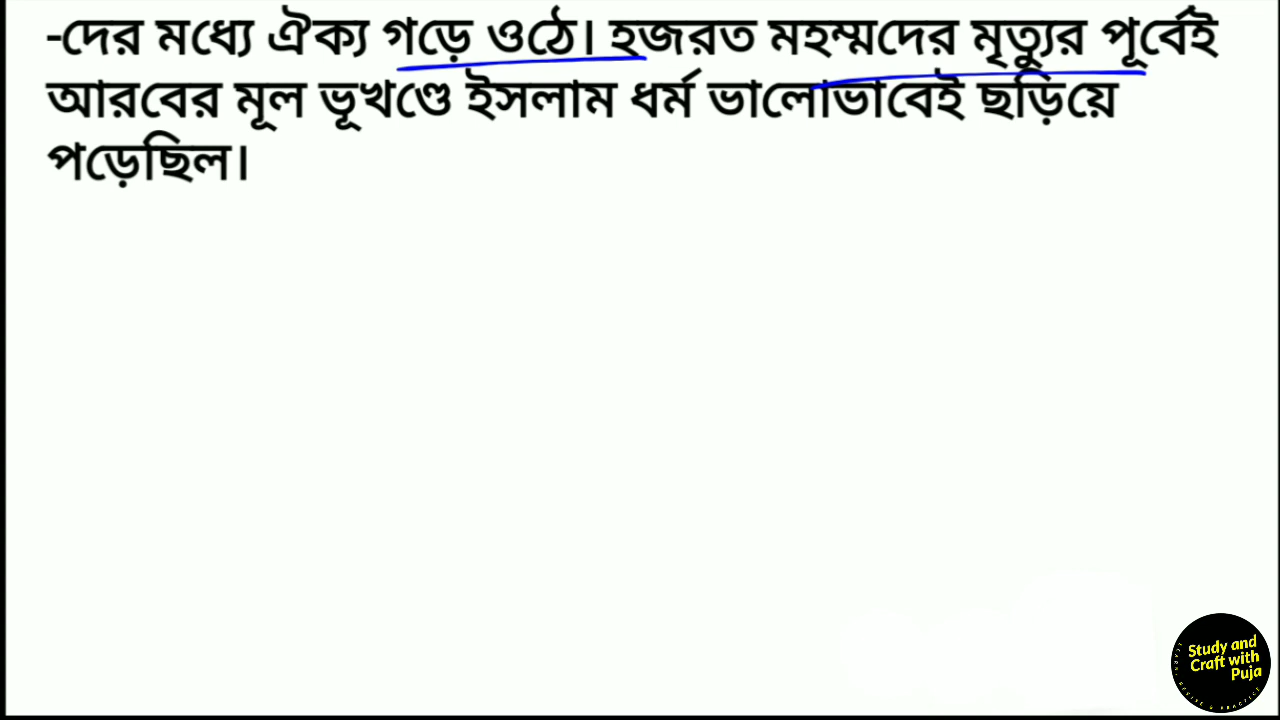 -দের মধ্যে ঐক্য গড়ে ওঠে। হজরত মহম্মদের মৃত্যুর পূর্বেই
আরবের মূল ভূখণ্ডে ইসলাম ধর্ম ভালোভাবেই ছড়িয়ে
পড়েছিল।
Study and
Craft with
Puja